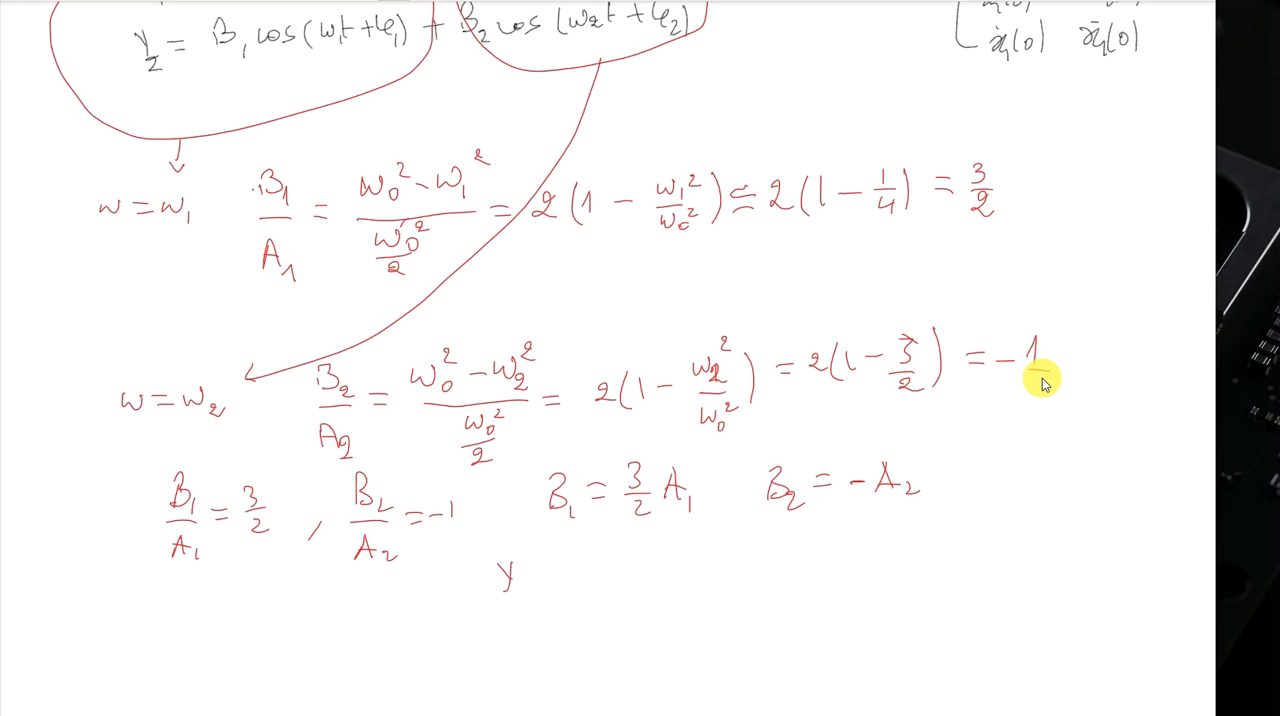 y₂ = B₁ cos(ω₁t + φ₁) + B₂ cos(ω₂t + φ₂)
ẋ₁(0) ẍ₁(0)
ω = ω₁ B₁/A₁ = (ω₀² - ω₁²)/(ω₀²/2) = 2(1 - ω₁²/ω₀²) = 2(1 - 1/4) = 3/2
ω = ω₂ B₂/A₂ = (ω₀² - ω₂²)/(ω₀²/2) = 2(1 - ω₂²/ω₀²) = 2(1 - 3/2) = -1
B₁/A₁ = 3/2 , B₂/A₂ = -1 B₁ = 3/2 A₁ B₂ = -A₂
y